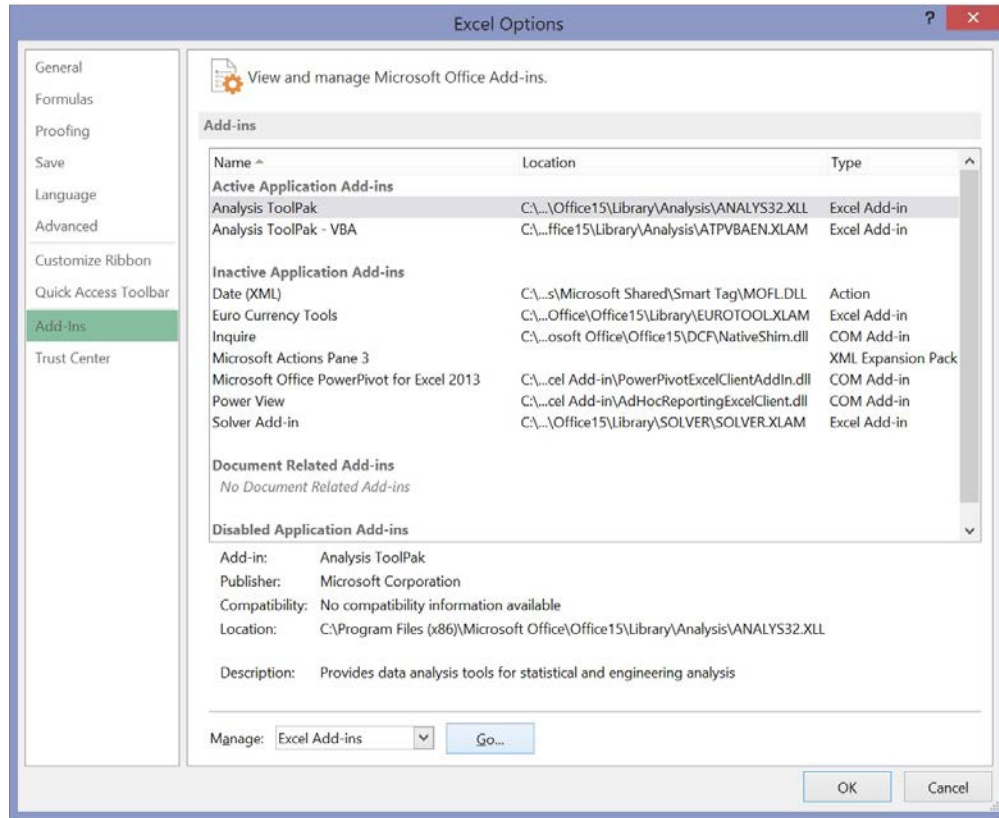 Excel Options
?
General
Formulas
Proofing
Save
Language
Advanced
Customize Ribbon
Quick Access Toolbar
Add-Ins
Trust Center
View and manage Microsoft Office Add-ins.
Add-ins
Name Location Type
Active Application Add-ins
Analysis ToolPak C:\...\Office15\Library\Analysis\ANALYS32.XLL Excel Add-in
Analysis ToolPak - VBA C:\...ffice15\Library\Analysis\ATPVBAEN.XLAM Excel Add-in
Inactive Application Add-ins
Date (XML) C:\...s\Microsoft Shared\Smart Tag\MOFL.DLL Action
Euro Currency Tools C:\...Office\Office15\Library\EUROTOOL.XLAM Excel Add-in
Inquire C:\...osoft Office\Office15\DCF\NativeShim.dll COM Add-in
Microsoft Actions Pane 3 XML Expansion Pack
Microsoft Office PowerPivot for Excel 2013 C:\...cel Add-in\PowerPivotExcelClientAddIn.dll COM Add-in
Power View C:\...cel Add-in\AdHocReportingExcelClient.dll COM Add-in
Solver Add-in C:\...\Office15\Library\SOLVER\SOLVER.XLAM Excel Add-in
Document Related Add-ins
No Document Related Add-ins
Disabled Application Add-ins
Add-in: Analysis ToolPak
Publisher: Microsoft Corporation
Compatibility: No compatibility information available
Location: C:\Program Files (x86)\Microsoft Office\Office15\Library\Analysis\ANALYS32.XLL
Description: Provides data analysis tools for statistical and engineering analysis
Manage: Excel Add-ins Go...
OK Cancel